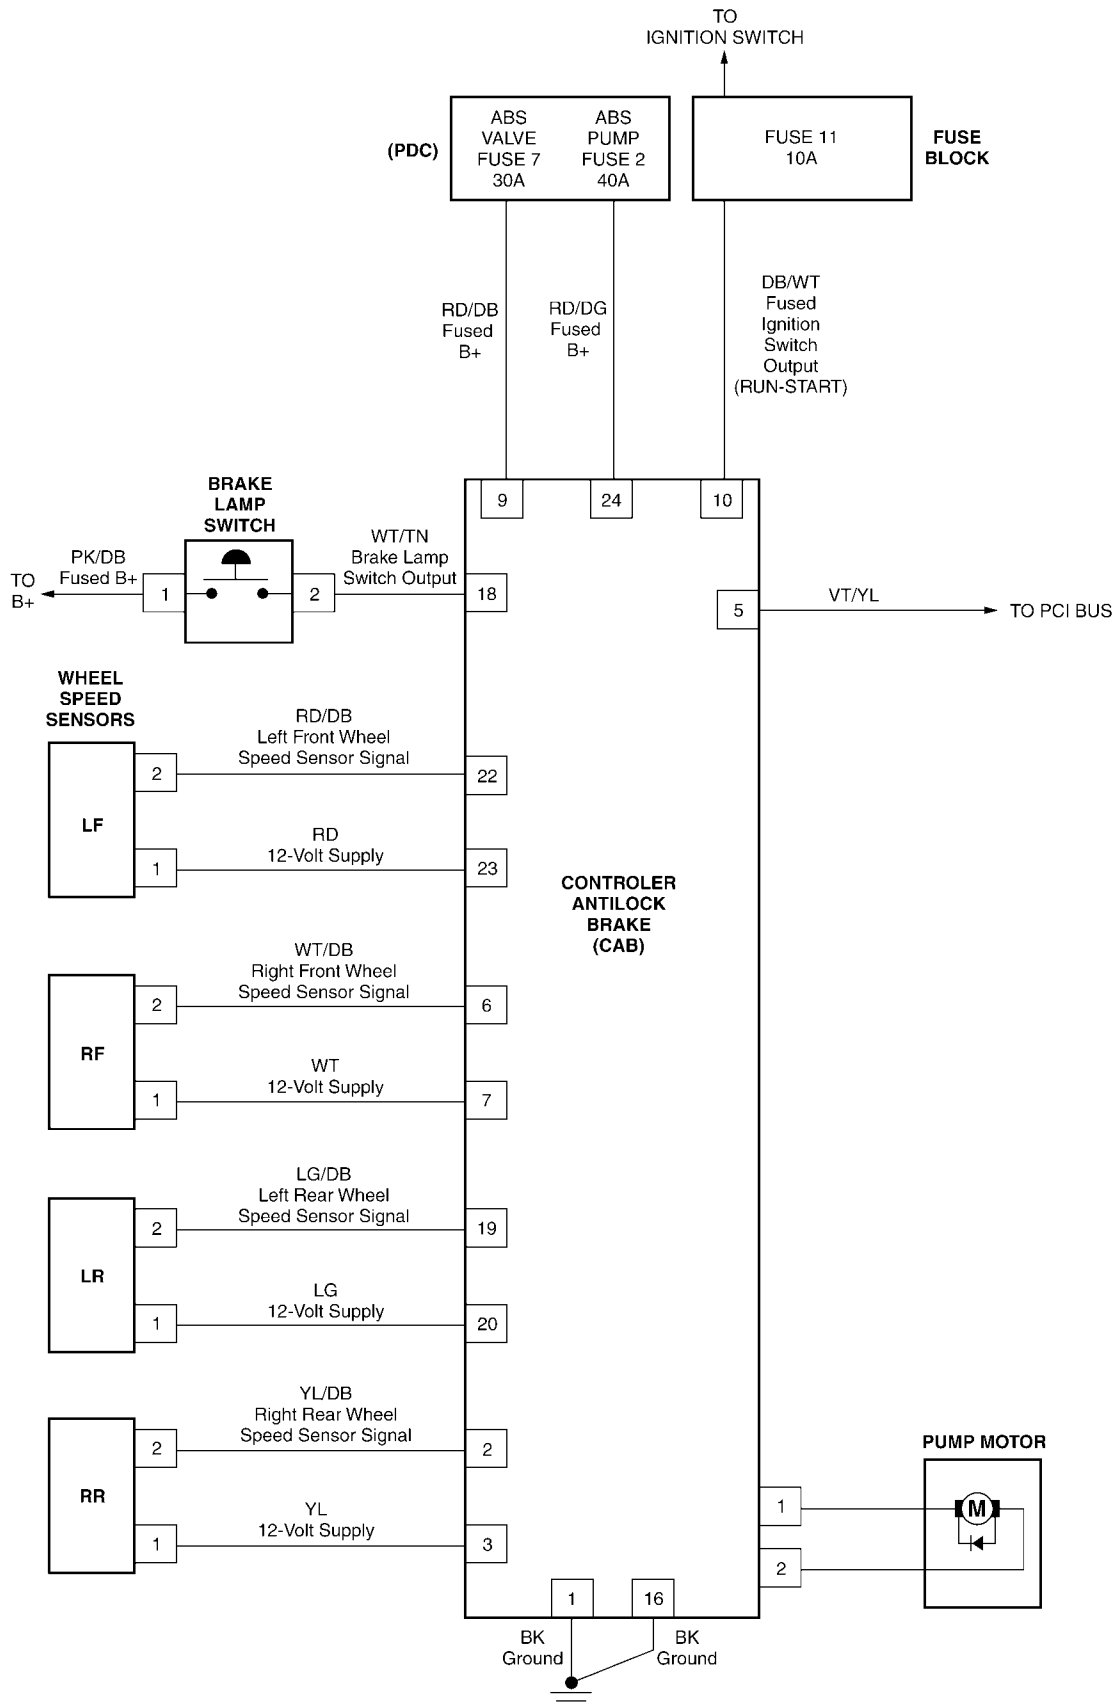 TO
IGNITION SWITCH
(PDC)
ABS
VALVE
FUSE 7
30A
ABS
PUMP
FUSE 2
40A
FUSE 11
10A
FUSE
BLOCK
RD/DB
Fused
B+
RD/DG
Fused
B+
DB/WT
Fused
Ignition
Switch
Output
(RUN-START)
9
24
10
BRAKE
LAMP
SWITCH
TO
B+
PK/DB
Fused B+
1
2
WT/TN
Brake Lamp
Switch Output
18
5
VT/YL
TO PCI BUS
WHEEL
SPEED
SENSORS
LF
2
RD/DB
Left Front Wheel
Speed Sensor Signal
22
1
RD
12-Volt Supply
23
CONTROLER
ANTILOCK
BRAKE
(CAB)
RF
2
WT/DB
Right Front Wheel
Speed Sensor Signal
6
1
WT
12-Volt Supply
7
LR
2
LG/DB
Left Rear Wheel
Speed Sensor Signal
19
1
LG
12-Volt Supply
20
RR
2
YL/DB
Right Rear Wheel
Speed Sensor Signal
2
1
YL
12-Volt Supply
3
PUMP MOTOR
1
M
2
1
16
BK
Ground
BK
Ground